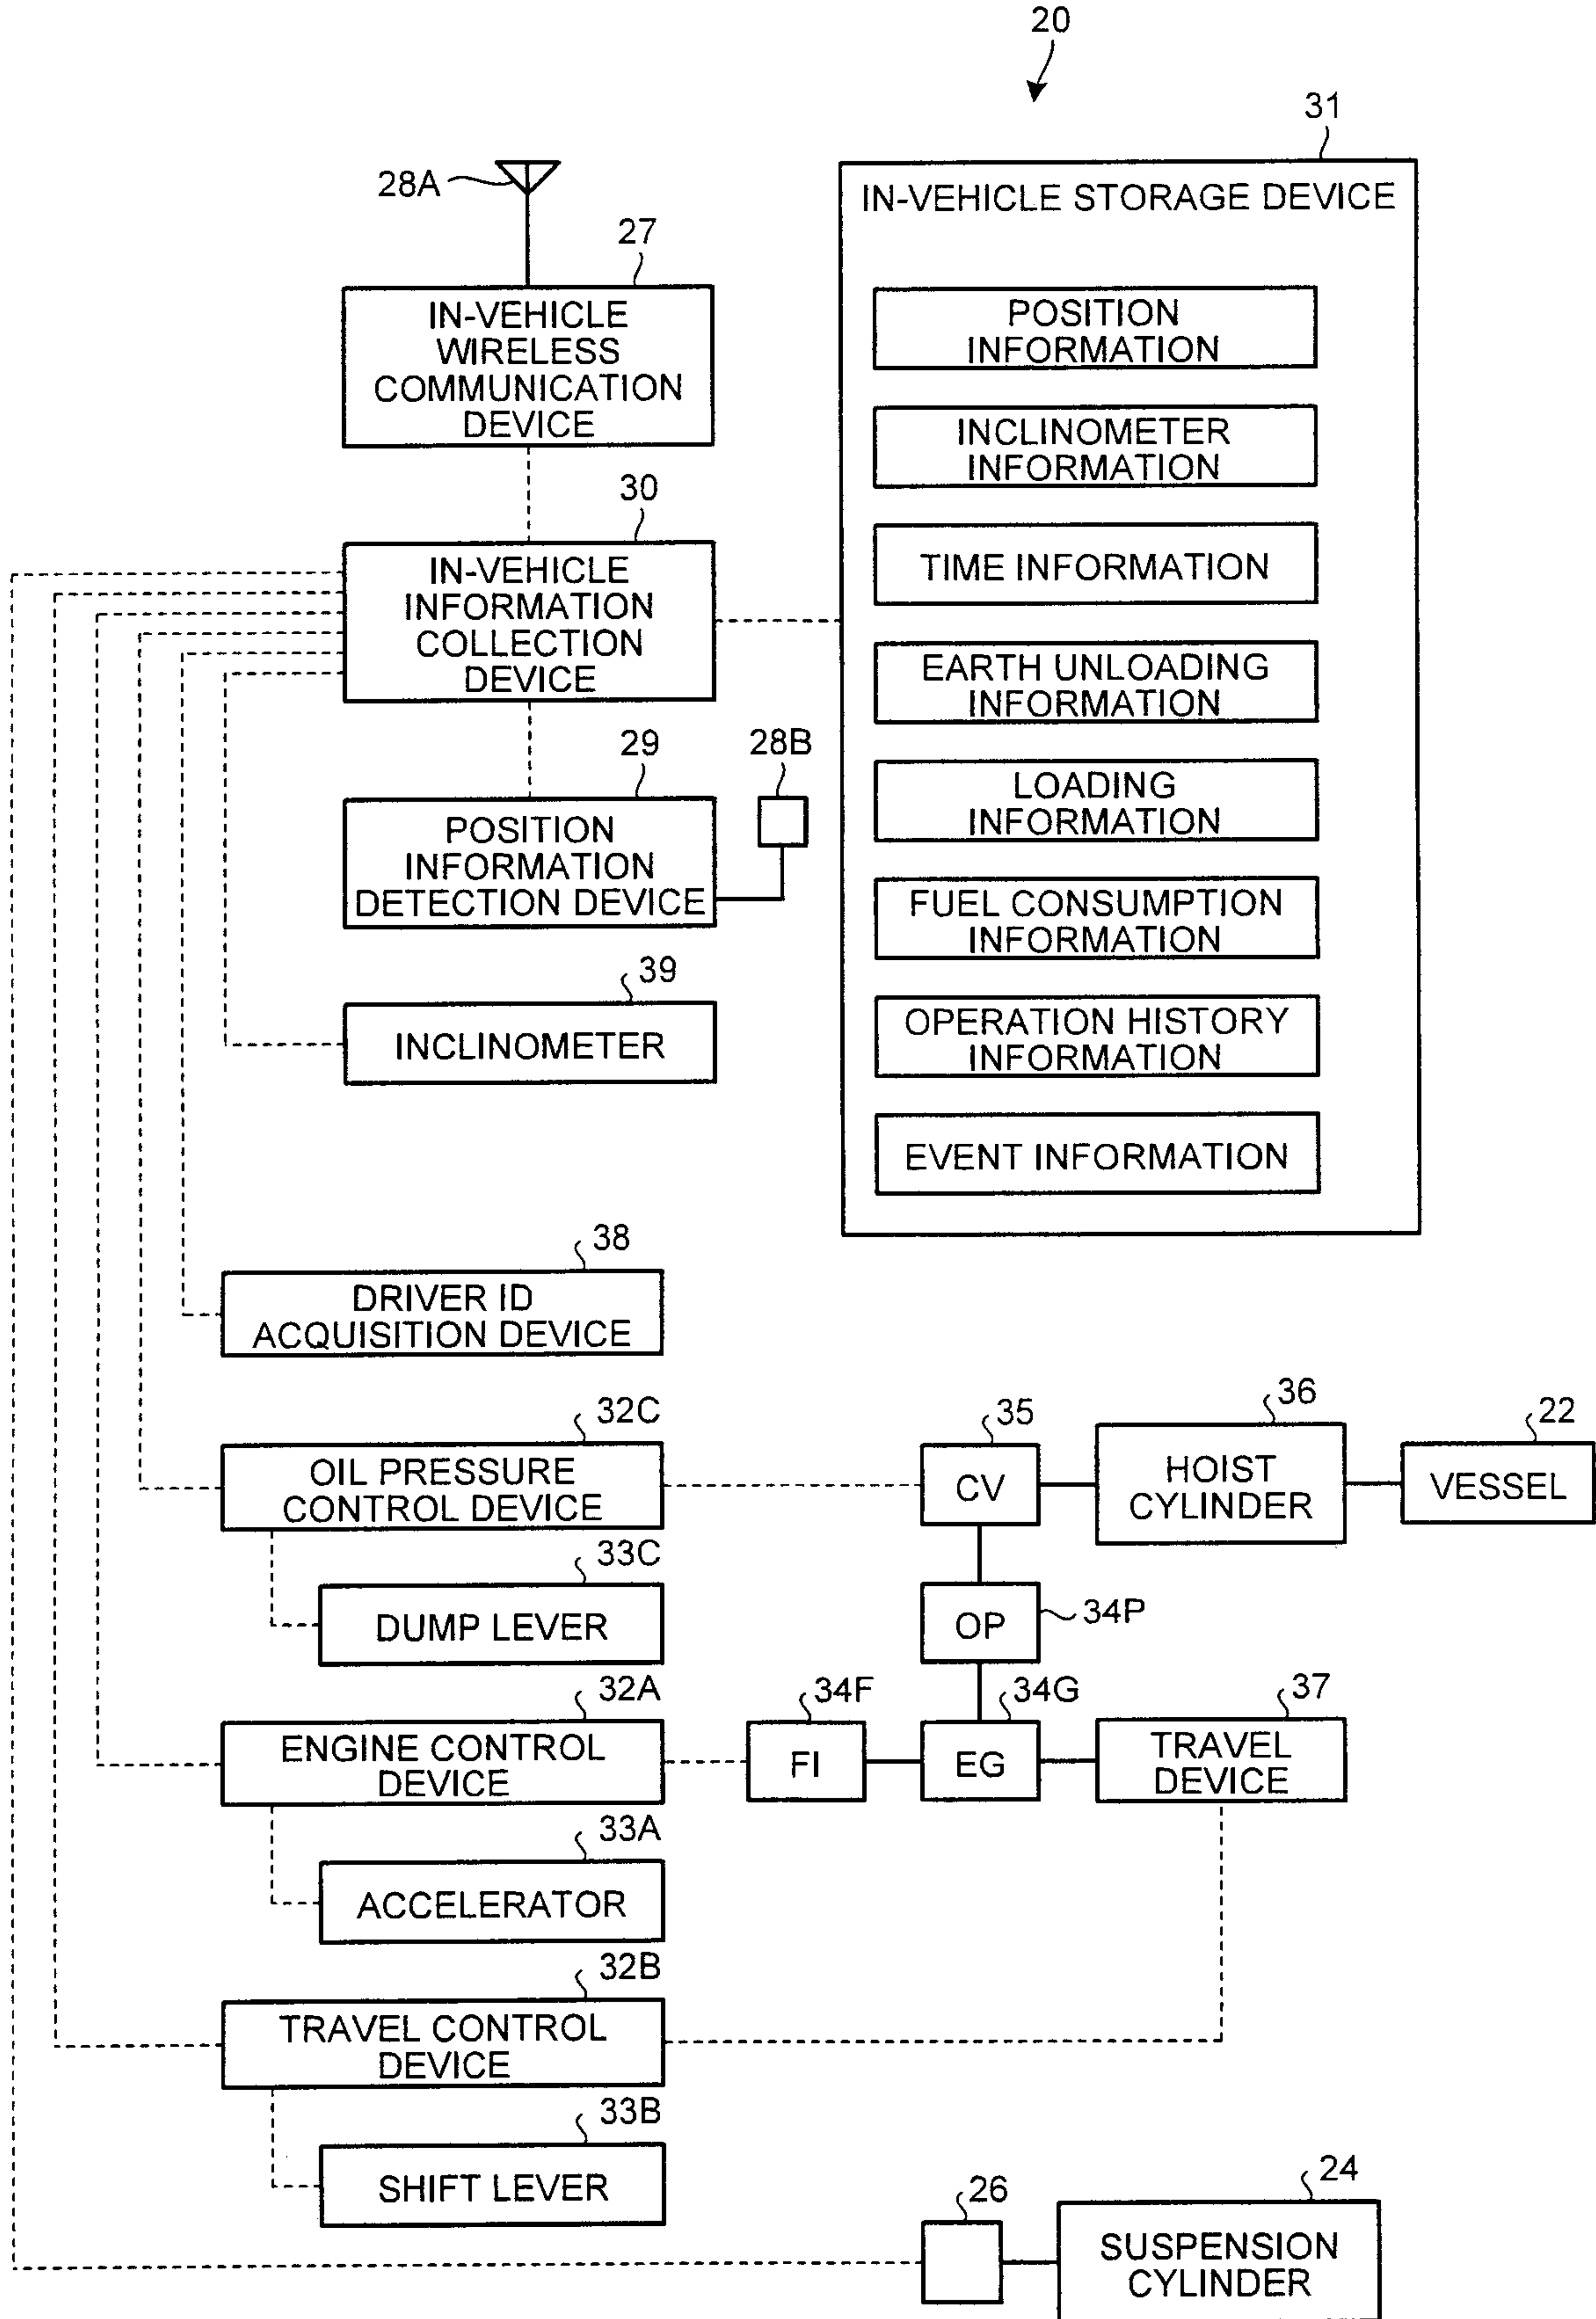 20
31
IN-VEHICLE STORAGE DEVICE
28A
27
IN-VEHICLE
WIRELESS
COMMUNICATION
DEVICE
POSITION
INFORMATION
INCLINOMETER
INFORMATION
30
IN-VEHICLE
INFORMATION
COLLECTION
DEVICE
TIME INFORMATION
EARTH UNLOADING
INFORMATION
29
28B
POSITION
INFORMATION
DETECTION DEVICE
LOADING
INFORMATION
FUEL CONSUMPTION
INFORMATION
39
INCLINOMETER
OPERATION HISTORY
INFORMATION
EVENT INFORMATION
38
DRIVER ID
ACQUISITION DEVICE
32C
OIL PRESSURE
CONTROL DEVICE
35
CV
36
HOIST
CYLINDER
22
VESSEL
33C
DUMP LEVER
OP
34P
32A
ENGINE CONTROL
DEVICE
34F
FI
34G
EG
37
TRAVEL
DEVICE
33A
ACCELERATOR
32B
TRAVEL CONTROL
DEVICE
33B
SHIFT LEVER
26
24
SUSPENSION
CYLINDER